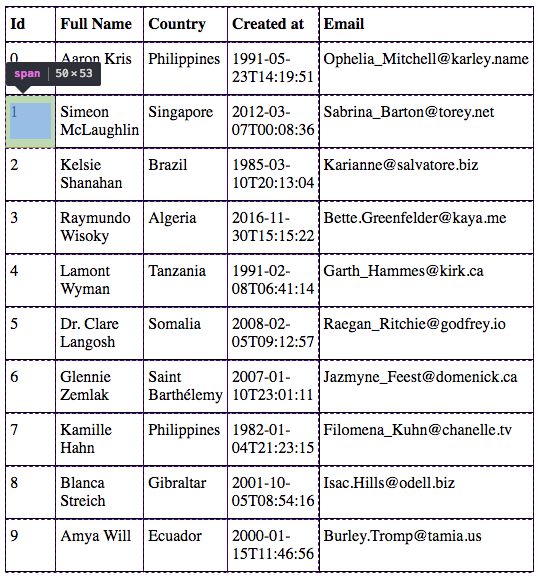 Id Full Name Country Created at Email
0 Aaron Kris Philippines 1991-05- Ophelia_Mitchell@karley.name
23T14:19:51
span 50×53
1 Simeon Singapore 2012-03- Sabrina_Barton@torey.net
McLaughlin 07T00:08:36
2 Kelsie Brazil 1985-03- Karianne@salvatore.biz
Shanahan 10T20:13:04
3 Raymundo Algeria 2016-11- Bette.Greenfelder@kaya.me
Wisoky 30T15:15:22
4 Lamont Tanzania 1991-02- Garth_Hammes@kirk.ca
Wyman 08T06:41:14
5 Dr. Clare Somalia 2008-02- Raegan_Ritchie@godfrey.io
Langosh 05T09:12:57
6 Glennie Saint 2007-01- Jazmyne_Feest@domenick.ca
Zemlak Barthélemy 10T23:01:11
7 Kamille Philippines 1982-01- Filomena_Kuhn@chanelle.tv
Hahn 04T21:23:15
8 Blanca Gibraltar 2001-10- Isac.Hills@odell.biz
Streich 05T08:54:16
9 Amya Will Ecuador 2000-01- Burley.Tromp@tamia.us
15T11:46:56